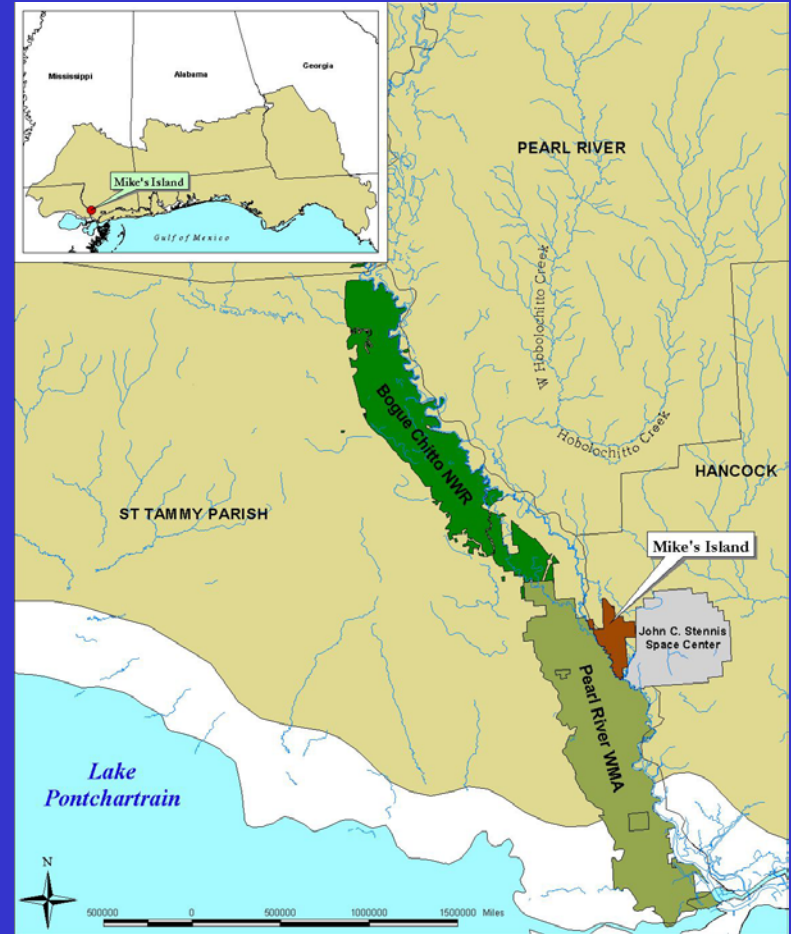 Mississippi
Alabama
Georgia
Mike's Island
Gulf of Mexico
PEARL RIVER
W Hobolochitto Creek
Hobolochitto Creek
Bogue Chitto NWR
HANCOCK
ST TAMMY PARISH
Mike's Island
John C. Stennis
Space Center
Pearl River WMA
Lake
Pontchartrain
N
500000 0 500000 1000000 1500000 Miles